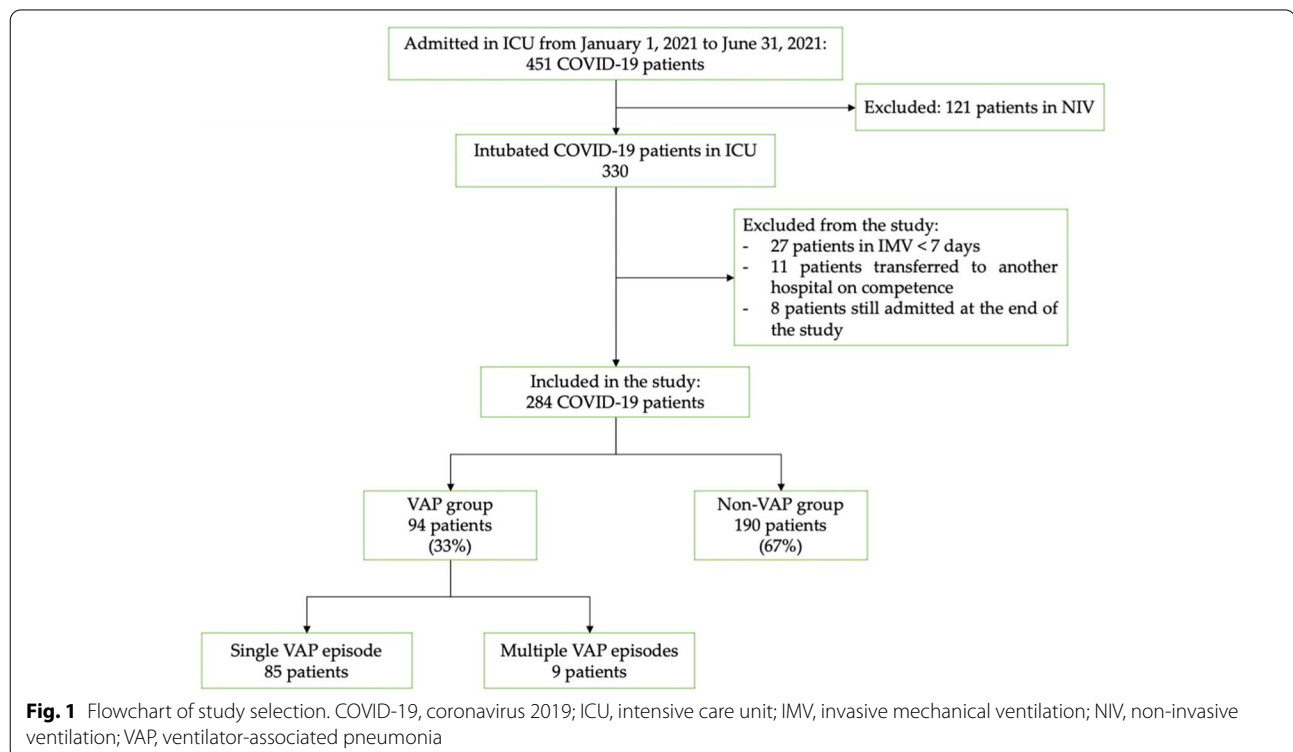 Admitted in ICU from January 1, 2021 to June 31, 2021:
451 COVID-19 patients
Excluded: 121 patients in NIV
Intubated COVID-19 patients in ICU
330
Excluded from the study:
- 27 patients in IMV < 7 days
- 11 patients transferred to another
hospital on competence
- 8 patients still admitted at the end of
the study
Included in the study:
284 COVID-19 patients
VAP group
94 patients
(33%)
Non-VAP group
190 patients
(67%)
Single VAP episode
85 patients
Multiple VAP episodes
9 patients
Fig. 1 Flowchart of study selection. COVID-19, coronavirus 2019; ICU, intensive care unit; IMV, invasive mechanical ventilation; NIV, non-invasive
ventilation; VAP, ventilator-associated pneumonia